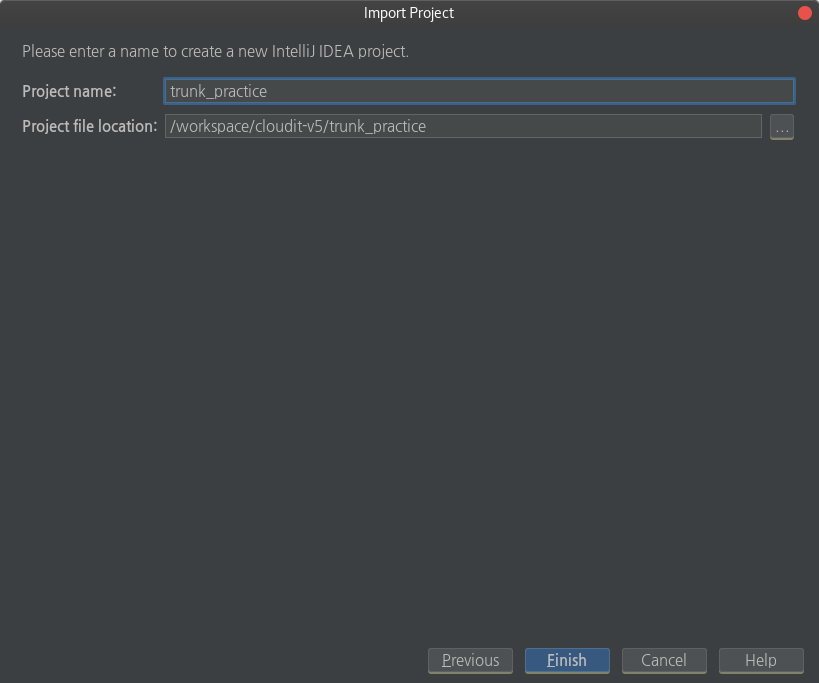 Import Project
Please enter a name to create a new IntelliJ IDEA project.
Project name: trunk_practice
Project file location: /workspace/cloudit-v5/trunk_practice ...
Previous Finish Cancel Help